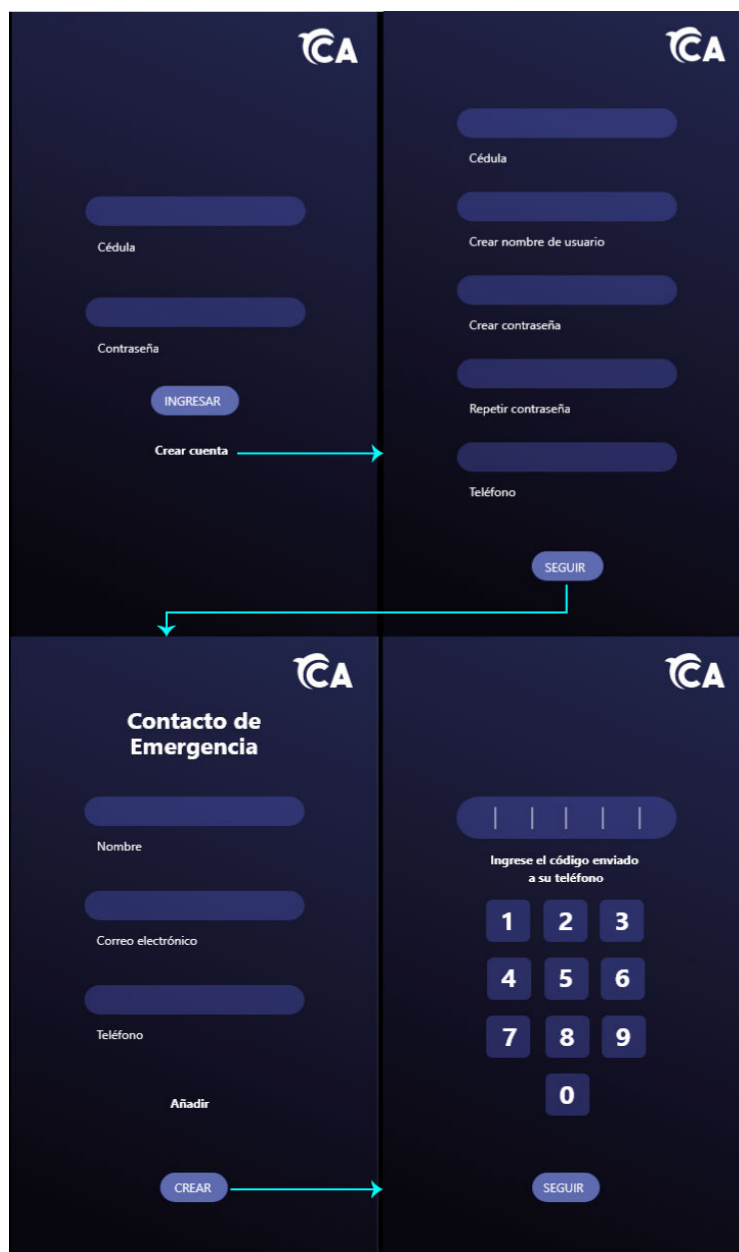 CA
Cédula
Contraseña
INGRESAR
Crear cuenta
CA
Cédula
Crear nombre de usuario
Crear contraseña
Repetir contraseña
Teléfono
SEGUIR
CA
Contacto de
Emergencia
Nombre
Correo electrónico
Teléfono
Añadir
CREAR
CA
Ingrese el código enviado
a su teléfono
1 2 3
4 5 6
7 8 9
0
SEGUIR